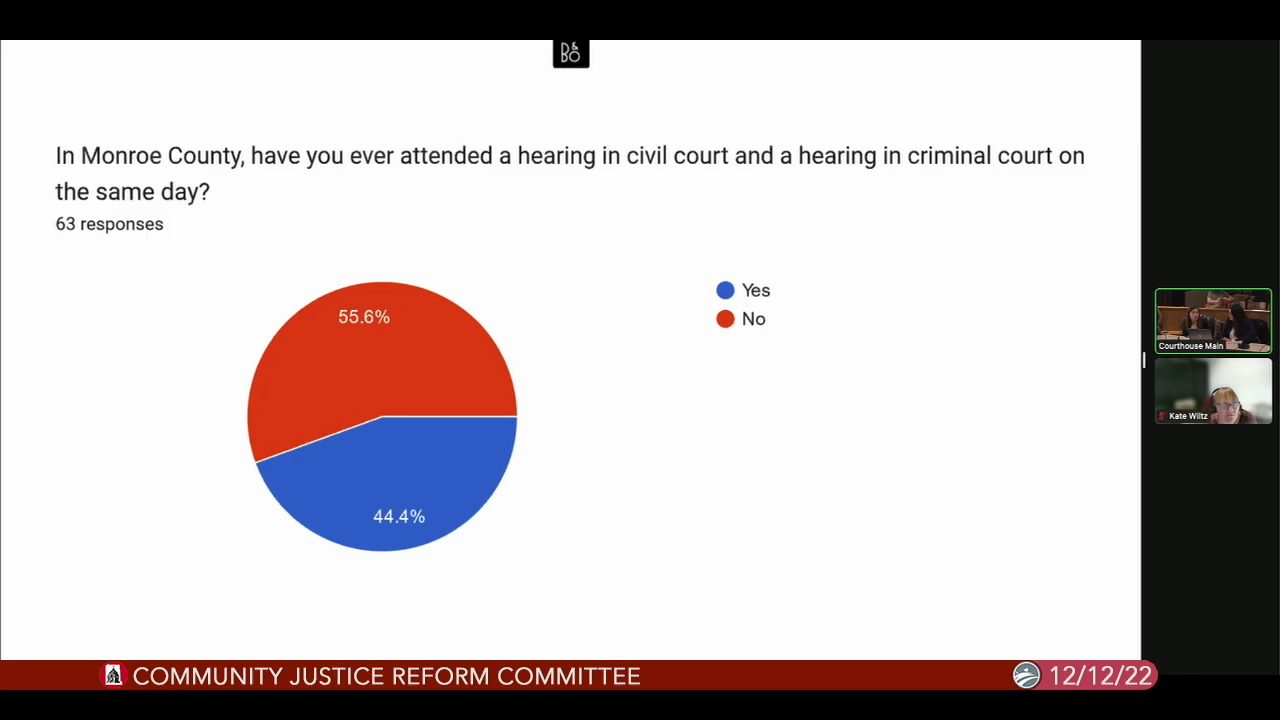 D&
BO
In Monroe County, have you ever attended a hearing in civil court and a hearing in criminal court on
the same day?
63 responses
55.6%
44.4%
Yes
No
Courthouse Main
Kate Wiltz
COMMUNITY JUSTICE REFORM COMMITTEE
12/12/22